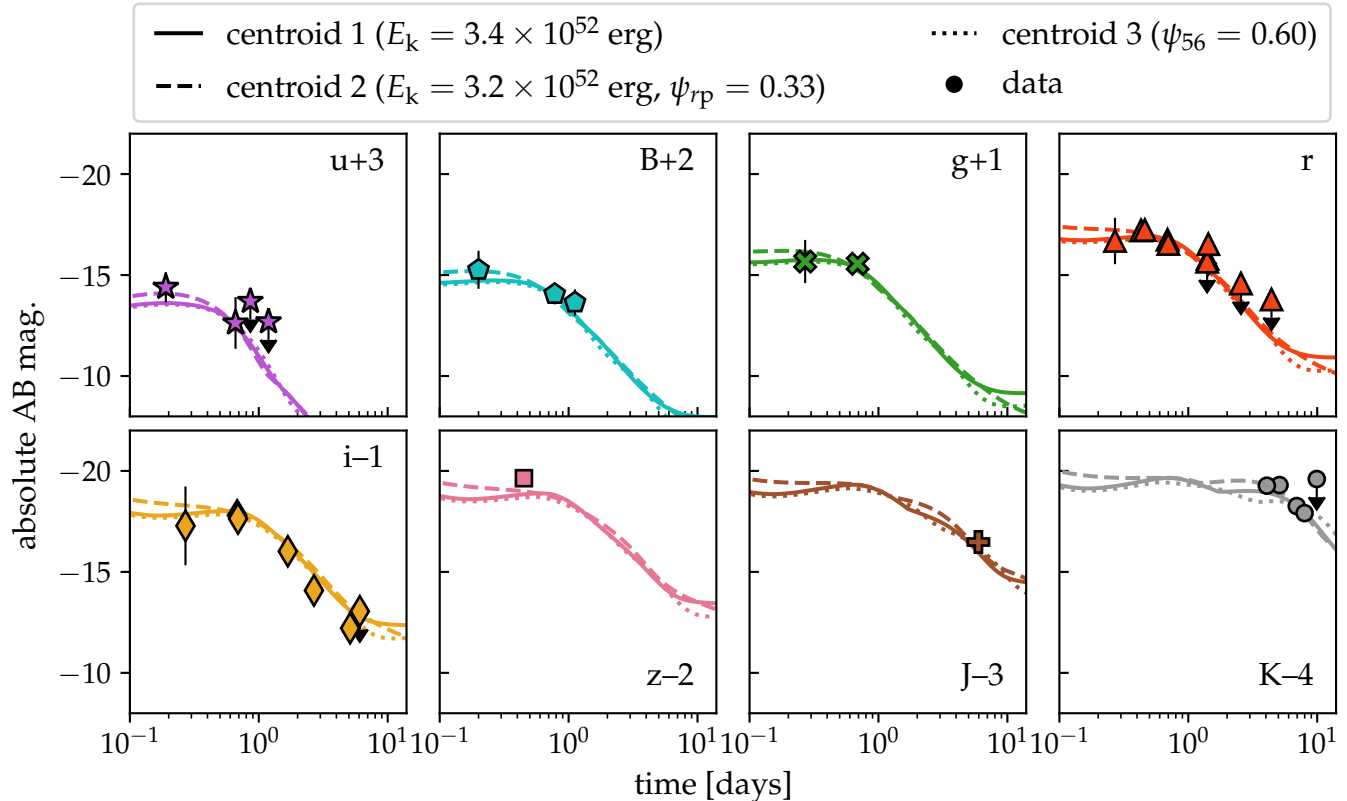 centroid 1 (E_k = 3.4 × 10^52 erg)
centroid 2 (E_k = 3.2 × 10^52 erg, ψ_rp = 0.33)
centroid 3 (ψ_56 = 0.60)
data
u+3
B+2
g+1
r
−20
−15
−10
i–1
z–2
J–3
K–4
−20
−15
−10
10^−1 10^0 10^1 10^−1 10^0 10^1 10^−1 10^0 10^1 10^−1 10^0 10^1
absolute AB mag.
time [days]